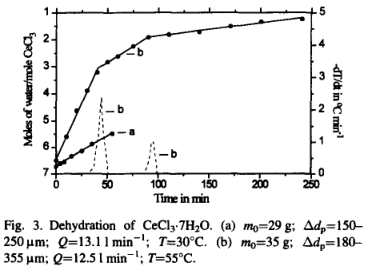 Moles of water/mole CeCl3
1
2
3
4
5
6
7
b
b
a
b
5
4
3
2
1
0
-dT/dt in °C min⁻¹
0 50 100 150 200 250
Time in min
Fig. 3. Dehydration of CeCl3·7H2O. (a) m0=29 g; Δdp=150–
250 μm; Q=13.1 l min⁻¹; T=30°C. (b) m0=35 g; Δdp=180–
355 μm; Q=12.5 l min⁻¹; T=55°C.